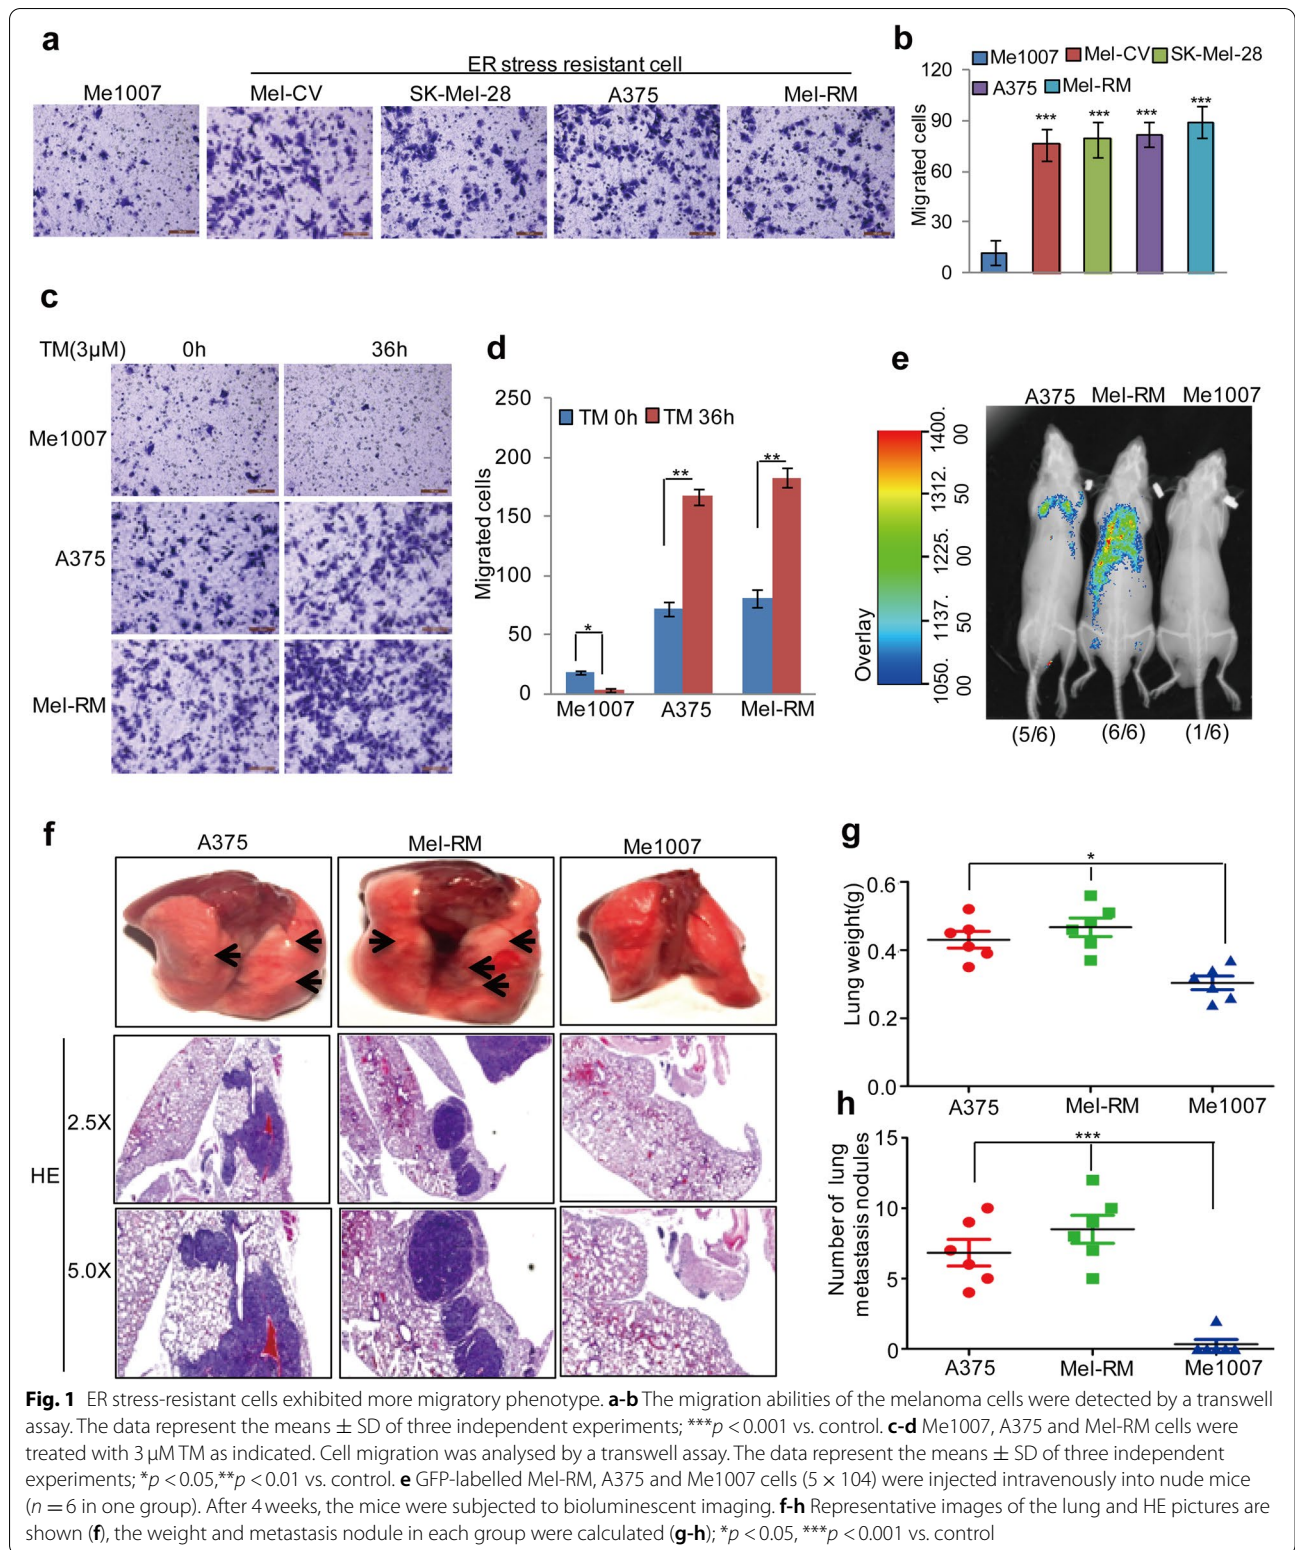 a
ER stress resistant cell
Me1007 Mel-CV SK-Mel-28 A375 Mel-RM
b
Me1007 Mel-CV SK-Mel-28
A375 Mel-RM
Migrated cells
120
90
60
30
0
*** *** *** ***
c
TM(3μM) 0h 36h
Me1007
A375
Mel-RM
d
TM 0h TM 36h
Migrated cells
250
200
150
100
50
0
* ** **
Me1007 A375 Mel-RM
e
A375 Mel-RM Me1007
Overlay
1400.
00
1312.
50
1225.
00
1137.
50
1050.
00
(5/6) (6/6) (1/6)
f
A375 Mel-RM Me1007
HE
2.5X
5.0X
g
Lung weight(g)
0.6
0.4
0.2
0.0
*
A375 Mel-RM Me1007
h
Number of lung
metastasis nodules
15
10
5
0
***
A375 Mel-RM Me1007
Fig. 1 ER stress-resistant cells exhibited more migratory phenotype. a-b The migration abilities of the melanoma cells were detected by a transwell
assay. The data represent the means ± SD of three independent experiments; ***p < 0.001 vs. control. c-d Me1007, A375 and Mel-RM cells were
treated with 3 μM TM as indicated. Cell migration was analysed by a transwell assay. The data represent the means ± SD of three independent
experiments; *p < 0.05,**p < 0.01 vs. control. e GFP-labelled Mel-RM, A375 and Me1007 cells (5 × 104) were injected intravenously into nude mice
(n = 6 in one group). After 4 weeks, the mice were subjected to bioluminescent imaging. f-h Representative images of the lung and HE pictures are
shown (f), the weight and metastasis nodule in each group were calculated (g-h); *p < 0.05, ***p < 0.001 vs. control